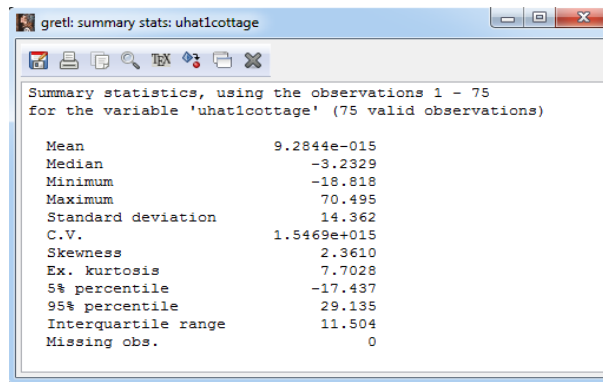 gretl: summary stats: uhat1cottage
TEX
Summary statistics, using the observations 1 - 75
for the variable 'uhat1cottage' (75 valid observations)
Mean 9.2844e-015
Median -3.2329
Minimum -18.818
Maximum 70.495
Standard deviation 14.362
C.V. 1.5469e+015
Skewness 2.3610
Ex. kurtosis 7.7028
5% percentile -17.437
95% percentile 29.135
Interquartile range 11.504
Missing obs. 0